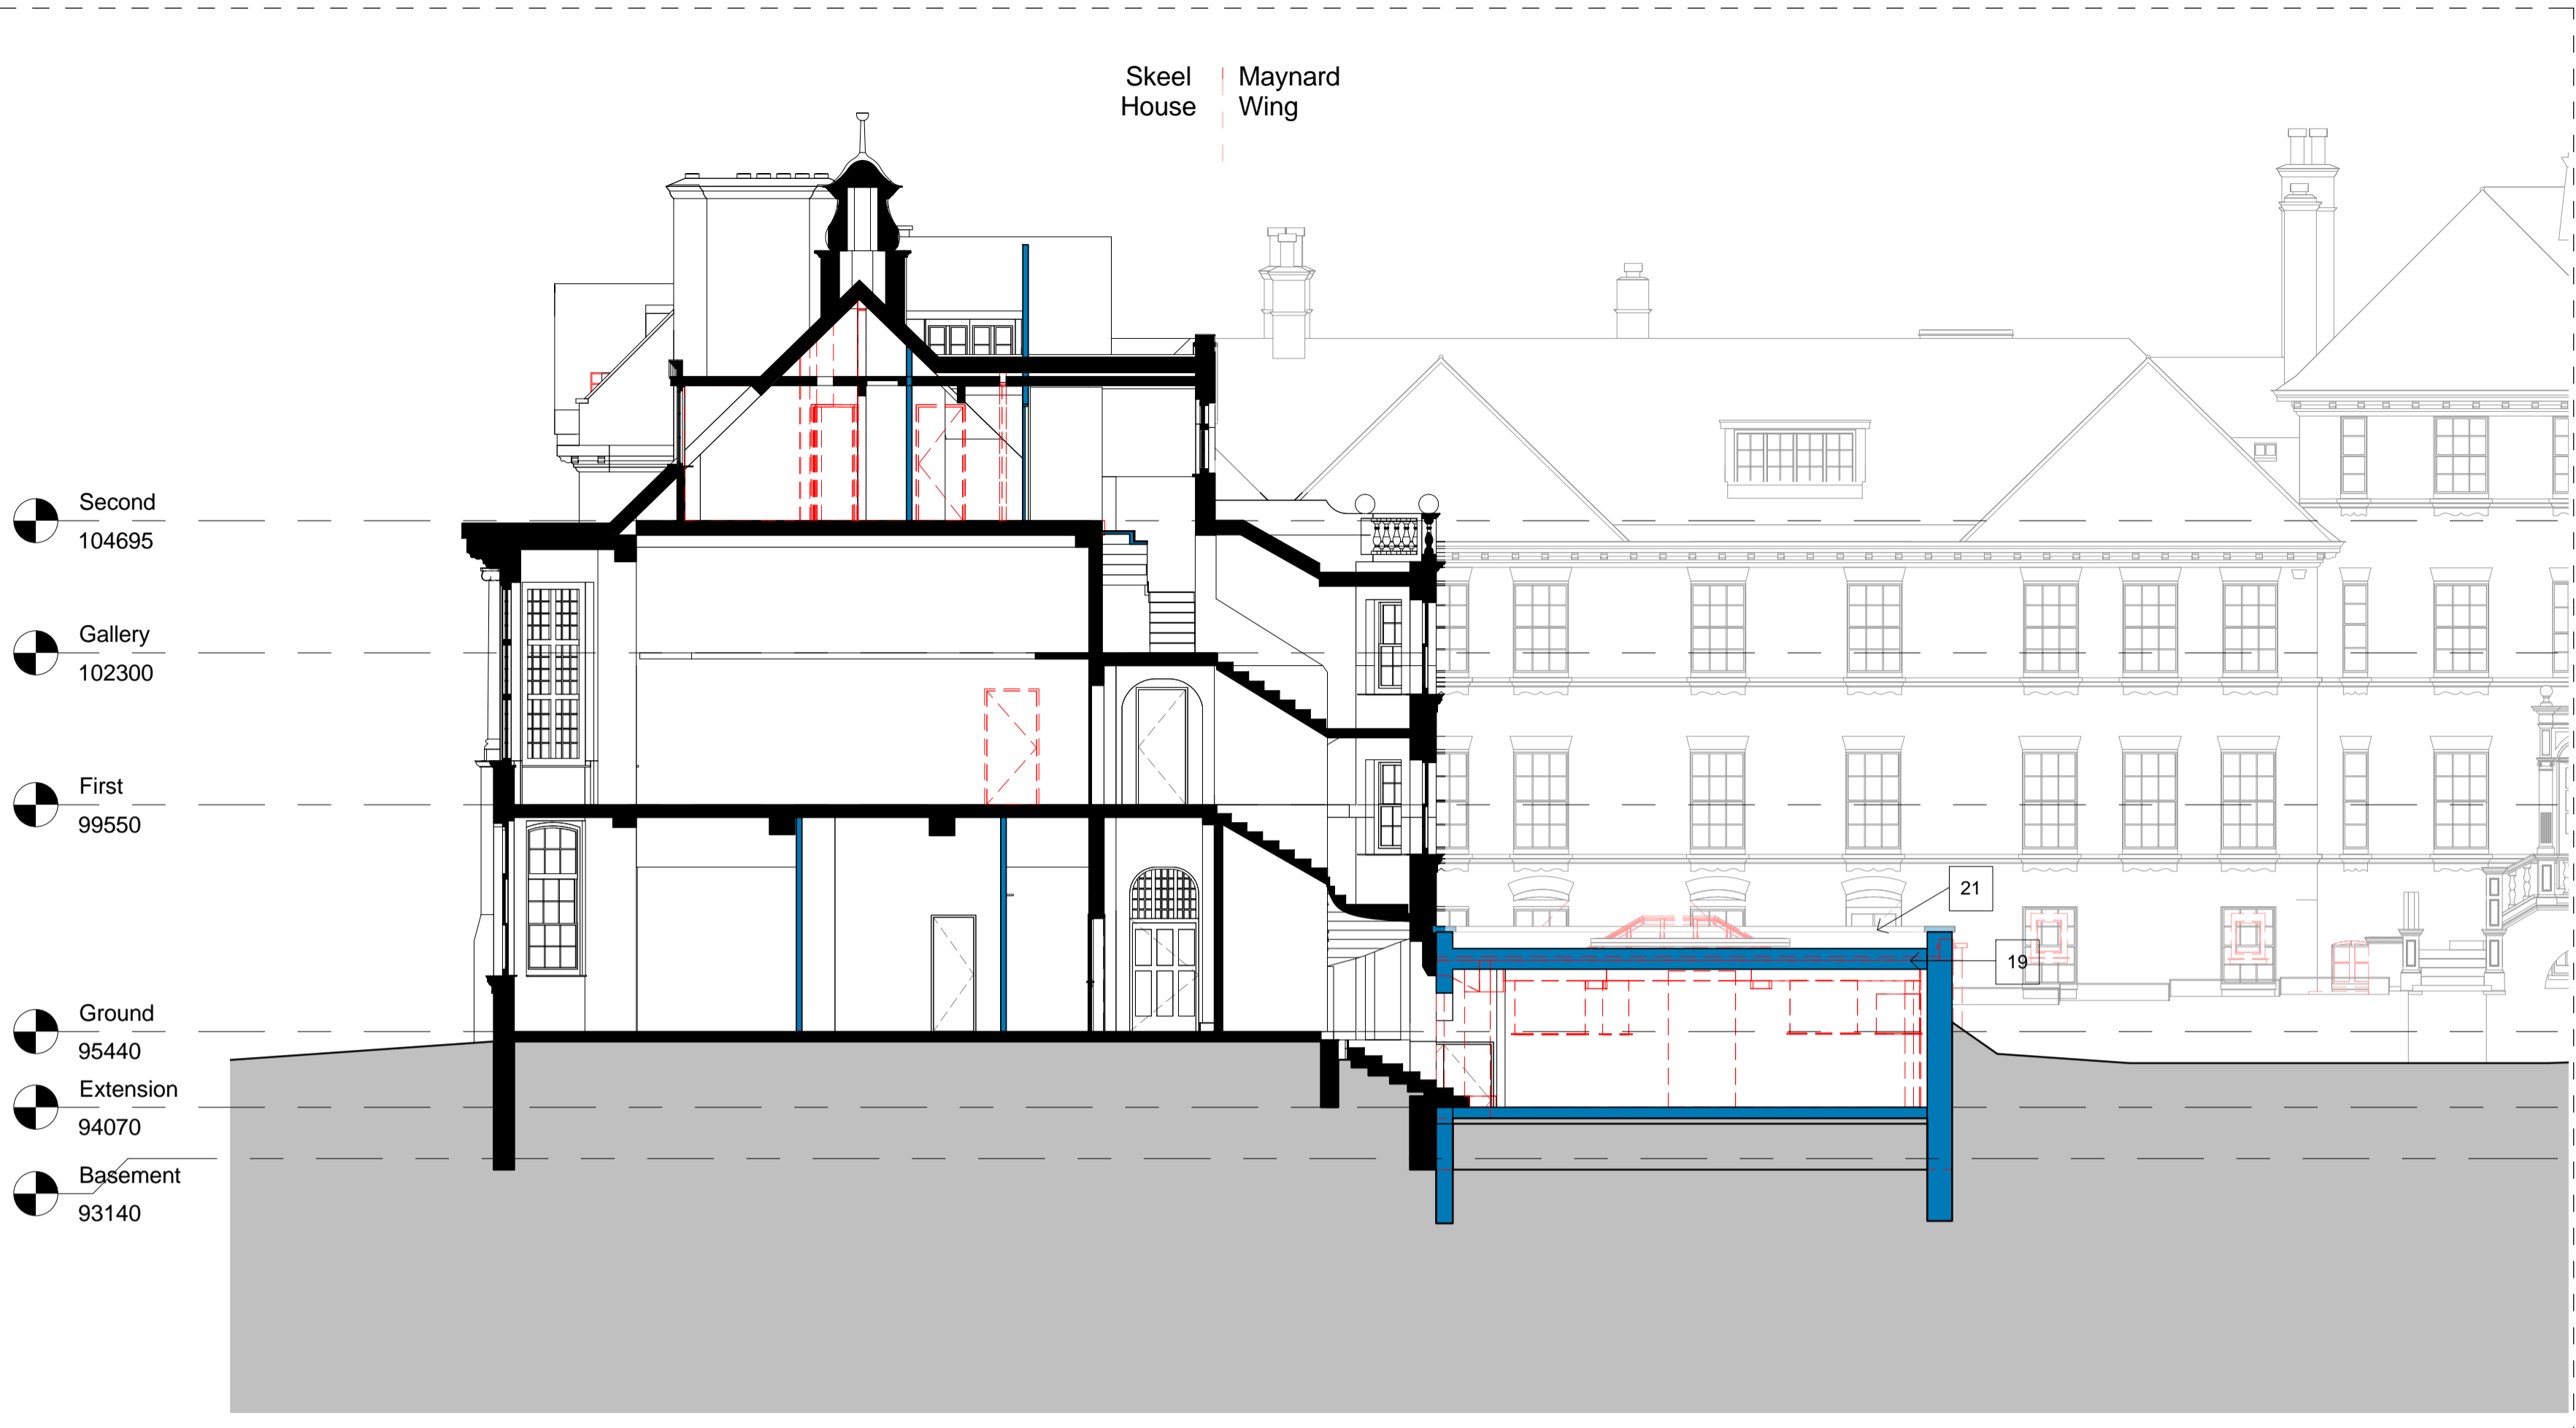 Skeel
House
Maynard
Wing
Second
104695
Gallery
102300
First
99550
21
19
Ground
95440
Extension
94070
Basement
93140